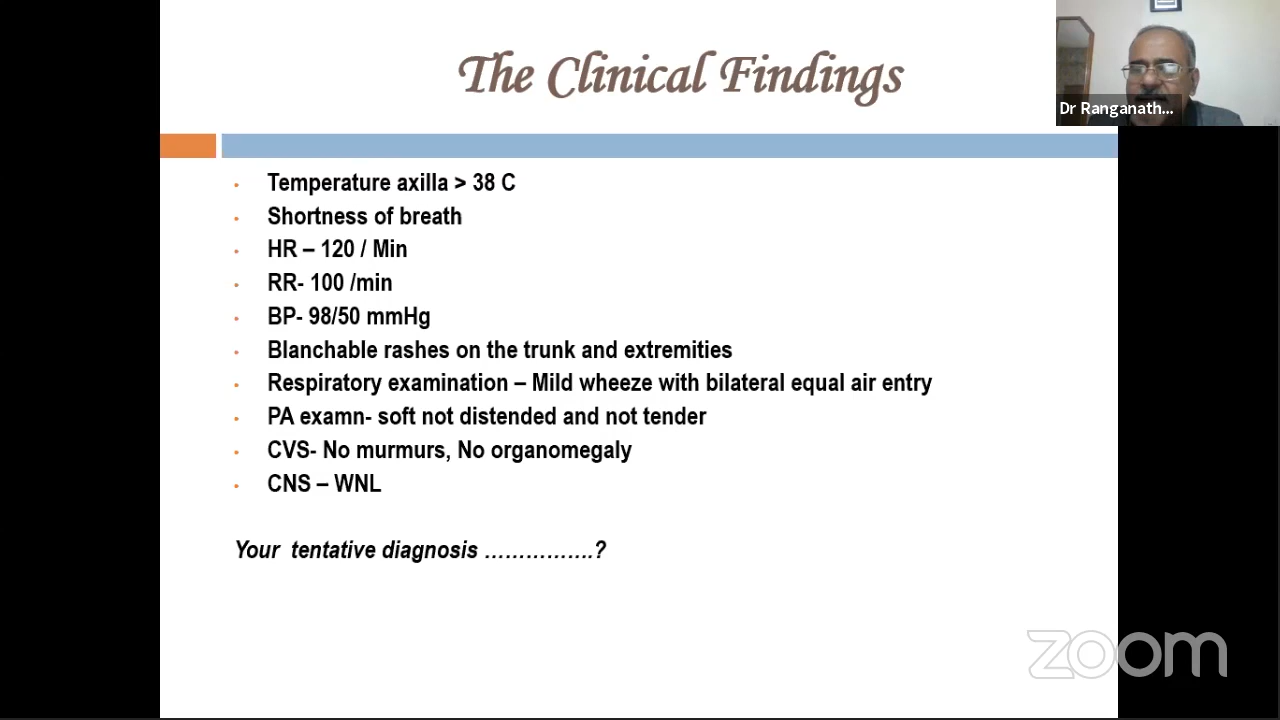 The Clinical Findings
Dr Ranganath...
• Temperature axilla > 38 C
• Shortness of breath
• HR – 120 / Min
• RR- 100 /min
• BP- 98/50 mmHg
• Blanchable rashes on the trunk and extremities
• Respiratory examination – Mild wheeze with bilateral equal air entry
• PA examn- soft not distended and not tender
• CVS- No murmurs, No organomegaly
• CNS – WNL
Your tentative diagnosis …………….?
zoom